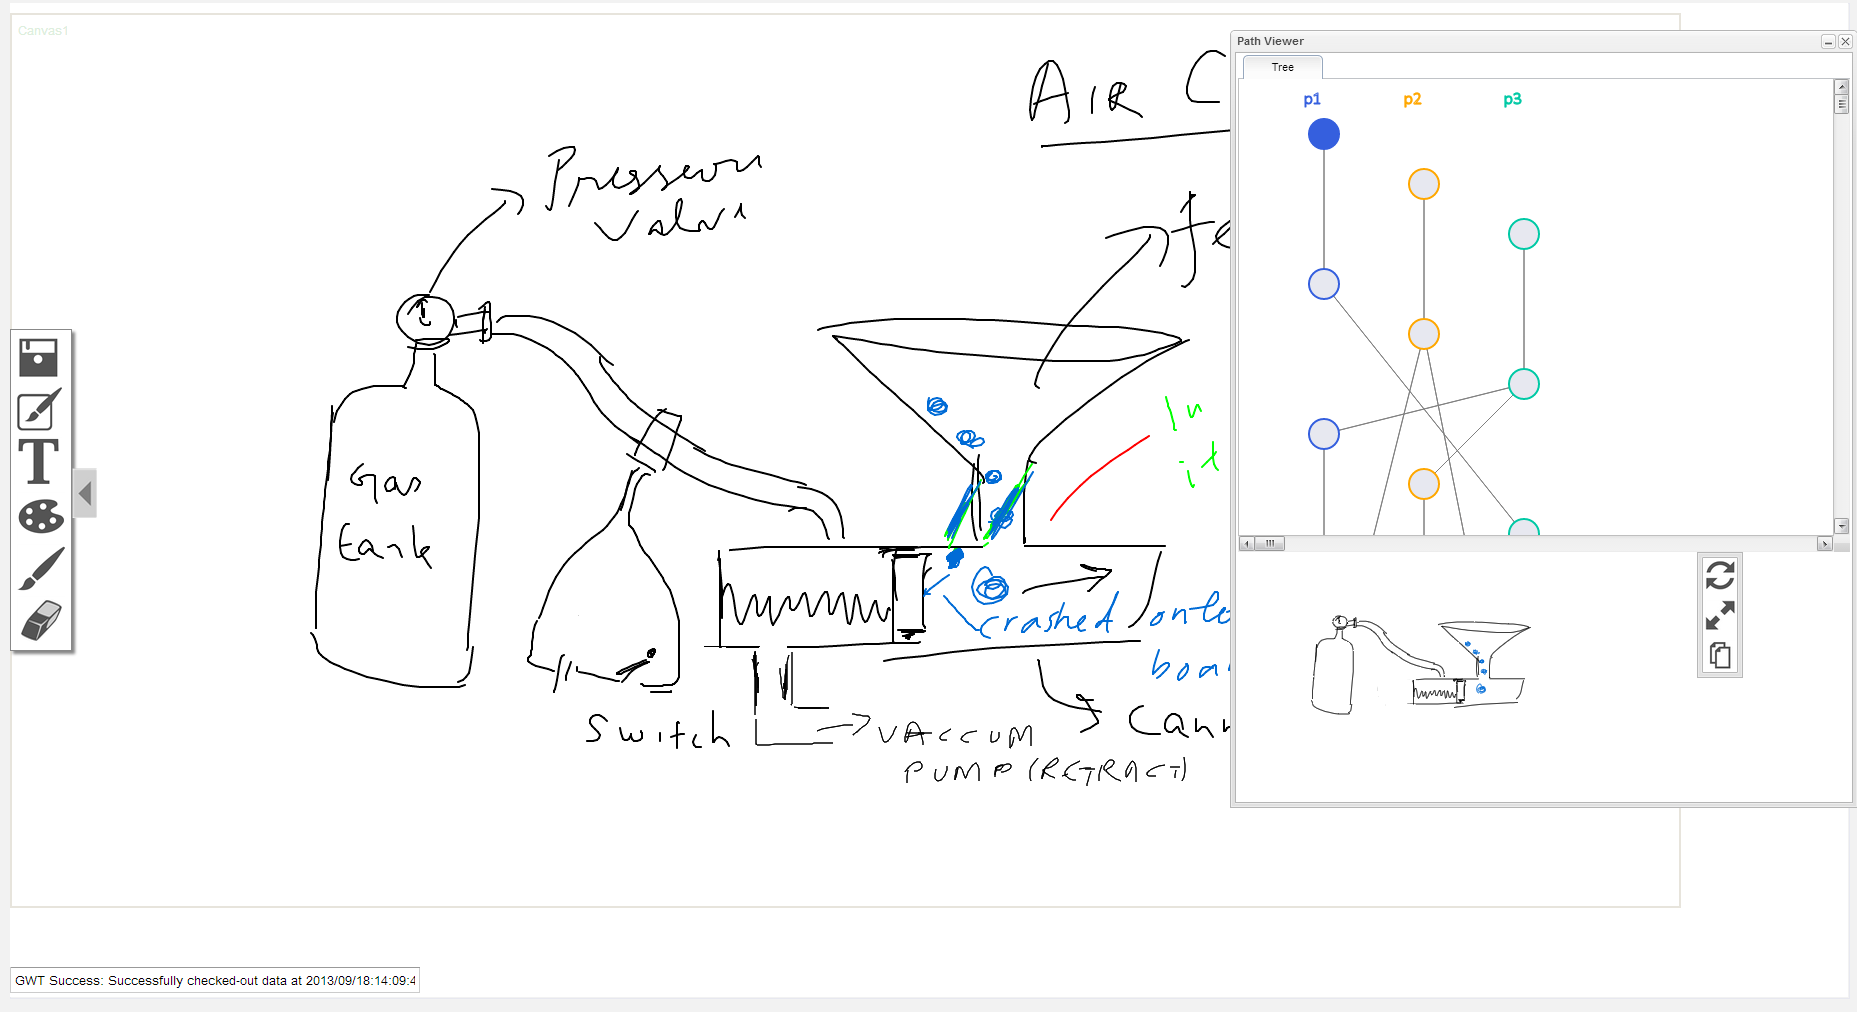 Canvas1
AIR C
Path Viewer
Tree
p1 p2 p3
Pressure
Valve
fe
In
it
Gas
tank
crashed onto
boa
Switch
VACCUM
PUMP (RETRACT)
Cann
GWT Success: Successfully checked-out data at 2013/09/18:14:09:4